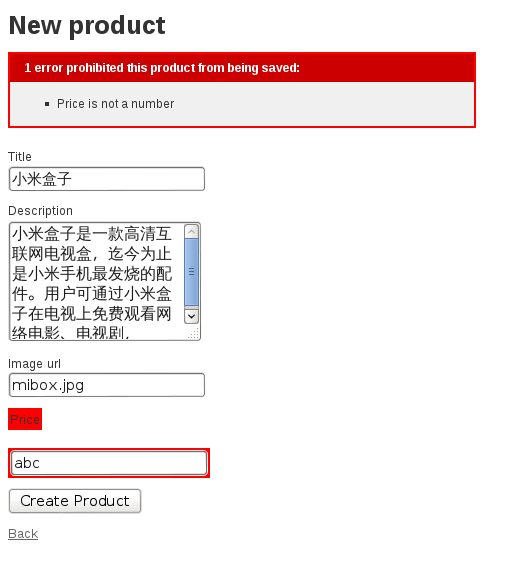 New product
1 error prohibited this product from being saved:
Price is not a number
Title
小米盒子
Description
小米盒子是一款高清互
联网电视盒，迄今为止
是小米手机最发烧的配
件。用户可通过小米盒
子在电视上免费观看网
络电影、电视剧，
Image url
mibox.jpg
Price
abc
Create Product
Back